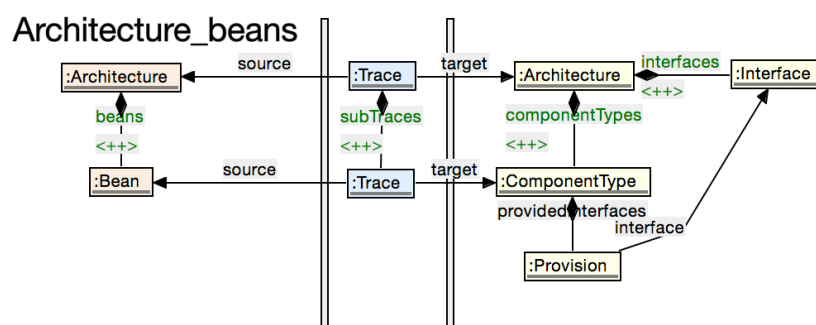 Architecture_beans
interfaces
source
target
:Architecture
:Trace
:Architecture
:Interface
<++>
beans
subTraces
componentTypes
<++>
<++>
<++>
source
target
:Bean
:Trace
:ComponentType
providedInterfaces
interface
:Provision